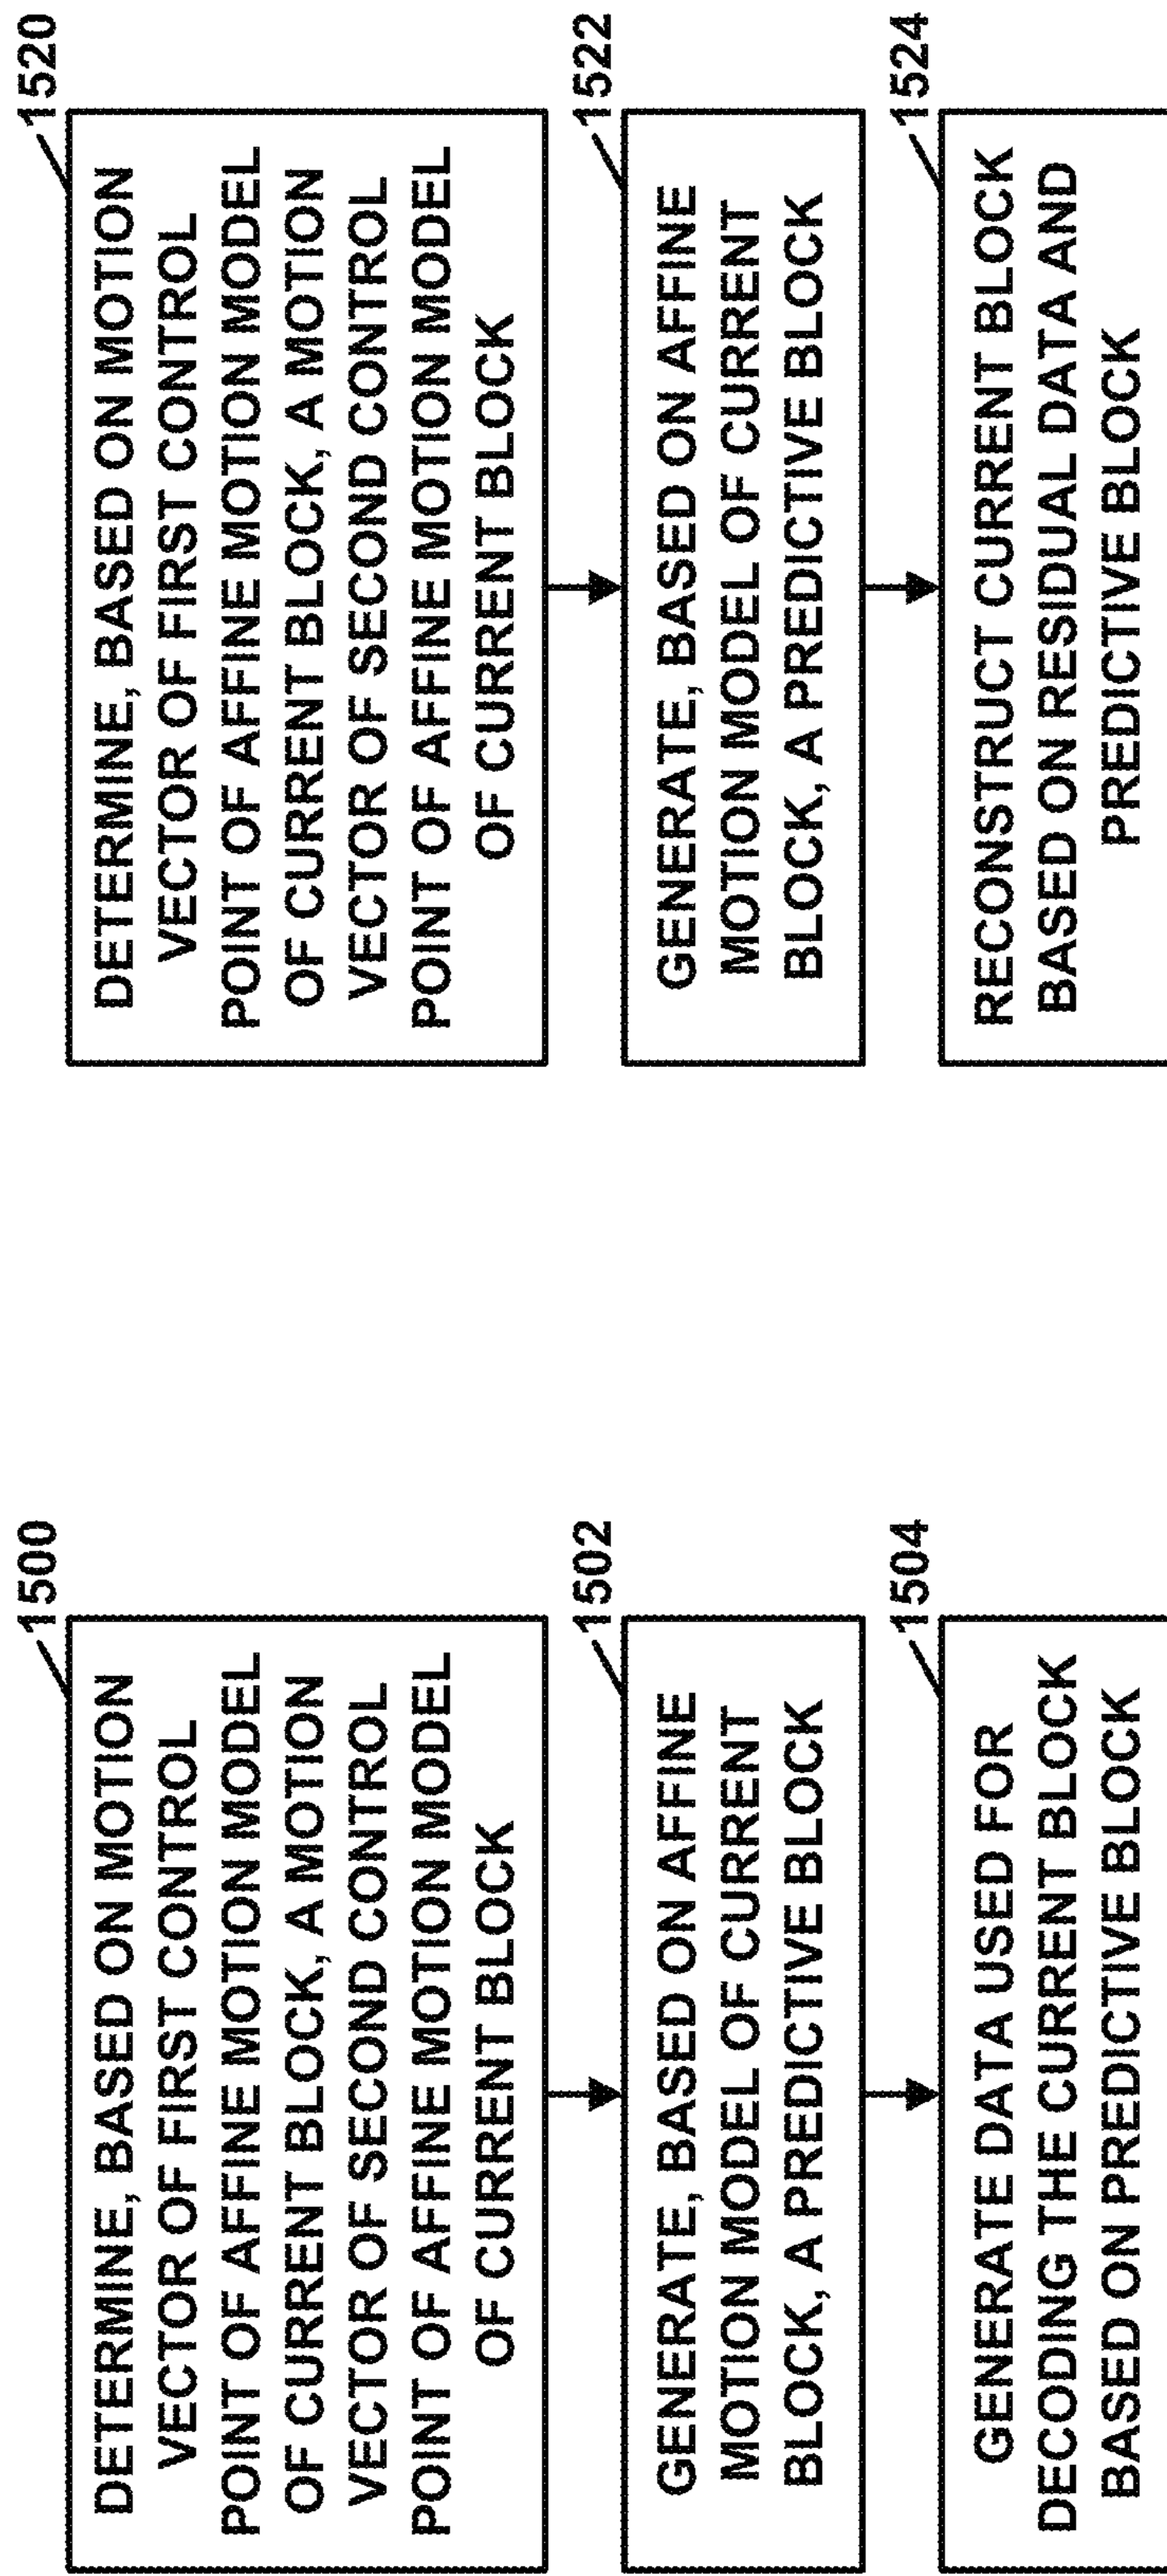 1500
DETERMINE, BASED ON MOTION
VECTOR OF FIRST CONTROL
POINT OF AFFINE MOTION MODEL
OF CURRENT BLOCK, A MOTION
VECTOR OF SECOND CONTROL
POINT OF AFFINE MOTION MODEL
OF CURRENT BLOCK
1502
GENERATE, BASED ON AFFINE
MOTION MODEL OF CURRENT
BLOCK, A PREDICTIVE BLOCK
1504
GENERATE DATA USED FOR
DECODING THE CURRENT BLOCK
BASED ON PREDICTIVE BLOCK
1520
DETERMINE, BASED ON MOTION
VECTOR OF FIRST CONTROL
POINT OF AFFINE MOTION MODEL
OF CURRENT BLOCK, A MOTION
VECTOR OF SECOND CONTROL
POINT OF AFFINE MOTION MODEL
OF CURRENT BLOCK
1522
GENERATE, BASED ON AFFINE
MOTION MODEL OF CURRENT
BLOCK, A PREDICTIVE BLOCK
1524
RECONSTRUCT CURRENT BLOCK
BASED ON RESIDUAL DATA AND
PREDICTIVE BLOCK